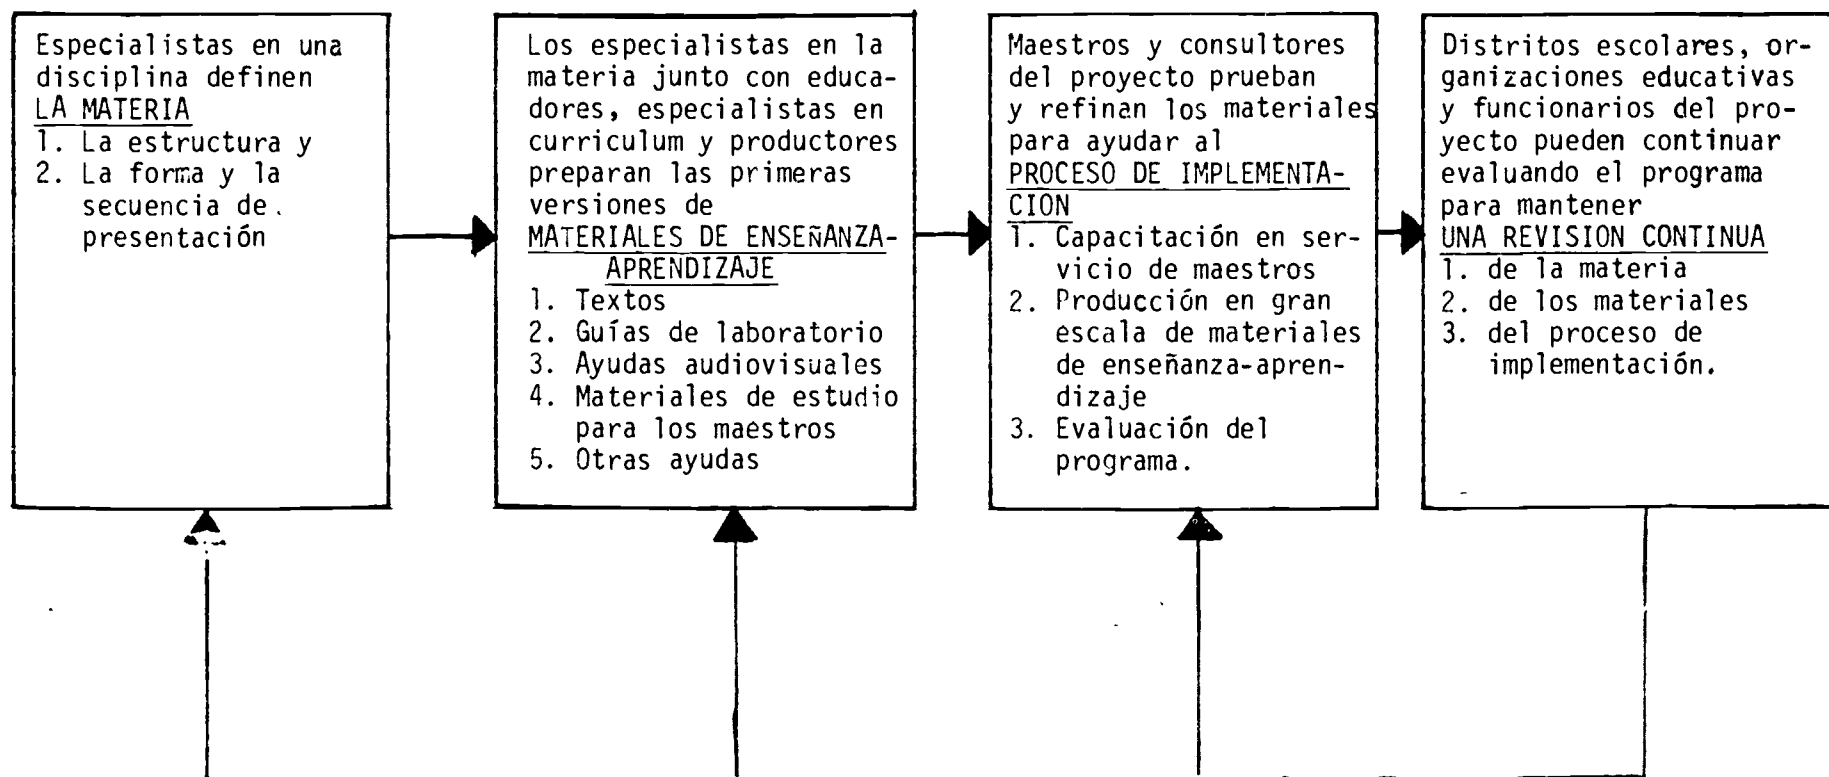 Especialistas en una
disciplina definen
LA MATERIA
1. La estructura y
2. La forma y la
secuencia de
presentación
Los especialistas en la
materia junto con educa-
dores, especialistas en
curriculum y productores
preparan las primeras
versiones de
MATERIALES DE ENSEÑANZA-
APRENDIZAJE
1. Textos
2. Guías de laboratorio
3. Ayudas audiovisuales
4. Materiales de estudio
para los maestros
5. Otras ayudas
Maestros y consultores
del proyecto prueban
y refinan los materiales
para ayudar al
PROCESO DE IMPLEMENTA-
CION
1. Capacitación en ser-
vicio de maestros
2. Producción en gran
escala de materiales
de enseñanza-apren-
dizaje
3. Evaluación del
programa.
Distritos escolares, or-
ganizaciones educativas
y funcionarios del pro-
yecto pueden continuar
evaluando el programa
para mantener
UNA REVISION CONTINUA
1. de la materia
2. de los materiales
3. del proceso de
implementación.